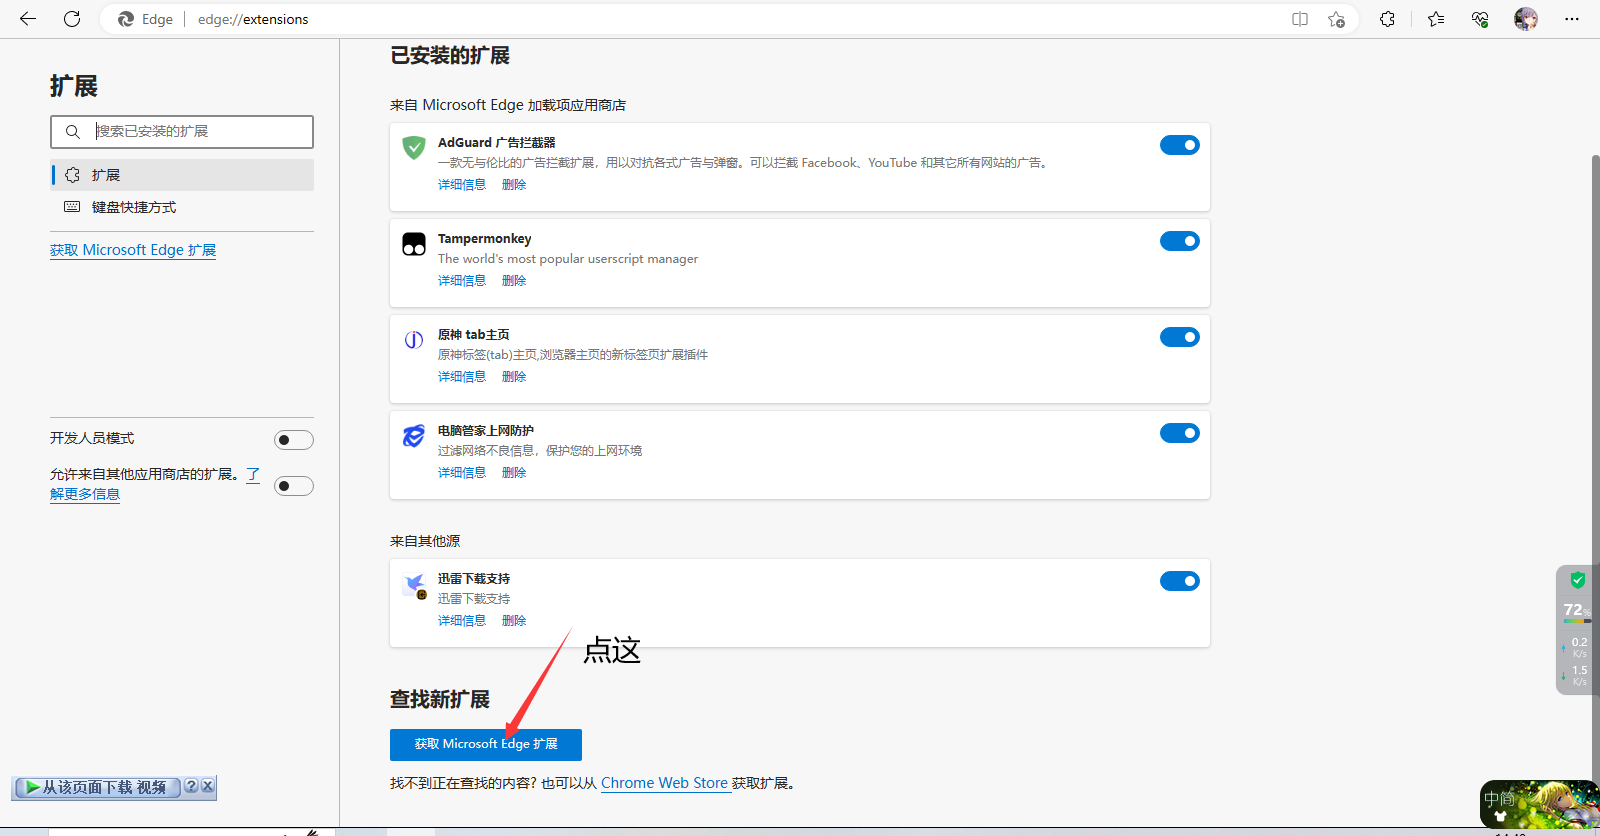 Edge
edge://extensions
扩展
搜索已安装的扩展
扩展
键盘快捷方式
获取 Microsoft Edge 扩展
开发人员模式
允许来自其他应用商店的扩展。了
解更多信息
已安装的扩展
来自 Microsoft Edge 加载项应用商店
AdGuard 广告拦截器
一款无与伦比的广告拦截扩展，用以对抗各式广告与弹窗。可以拦截 Facebook、YouTube 和其它所有网站的广告。
详细信息 删除
Tampermonkey
The world's most popular userscript manager
详细信息 删除
原神 tab主页
原神标签(tab)主页,浏览器主页的新标签页扩展插件
详细信息 删除
电脑管家上网防护
过滤网络不良信息，保护您的上网环境
详细信息 删除
来自其他源
迅雷下载支持
迅雷下载支持
详细信息 删除
点这
查找新扩展
获取 Microsoft Edge 扩展
找不到正在查找的内容? 也可以从 Chrome Web Store 获取扩展。
72%
0.2
K/s
1.5
K/s
从该页面下载 视频 ? X
中简